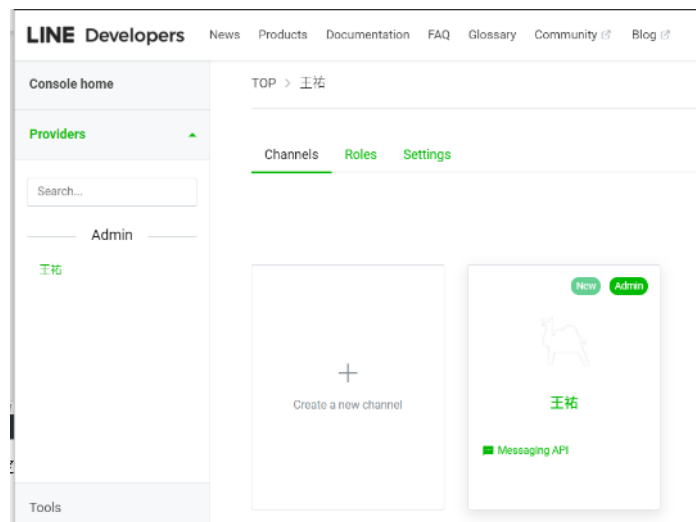 LINE Developers News Products Documentation FAQ Glossary Community Blog
Console home
TOP > 王祐
Providers
Channels Roles Settings
Search...
Admin
王祐
New Admin
Create a new channel
王祐
Messaging API
Tools